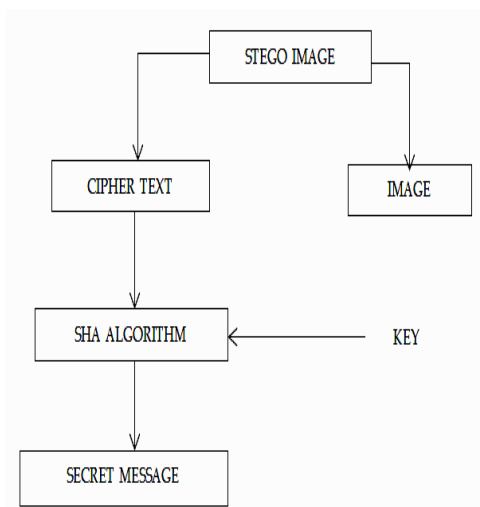 STEGO IMAGE
CIPHER TEXT
IMAGE
SHA ALGORITHM
KEY
SECRET MESSAGE